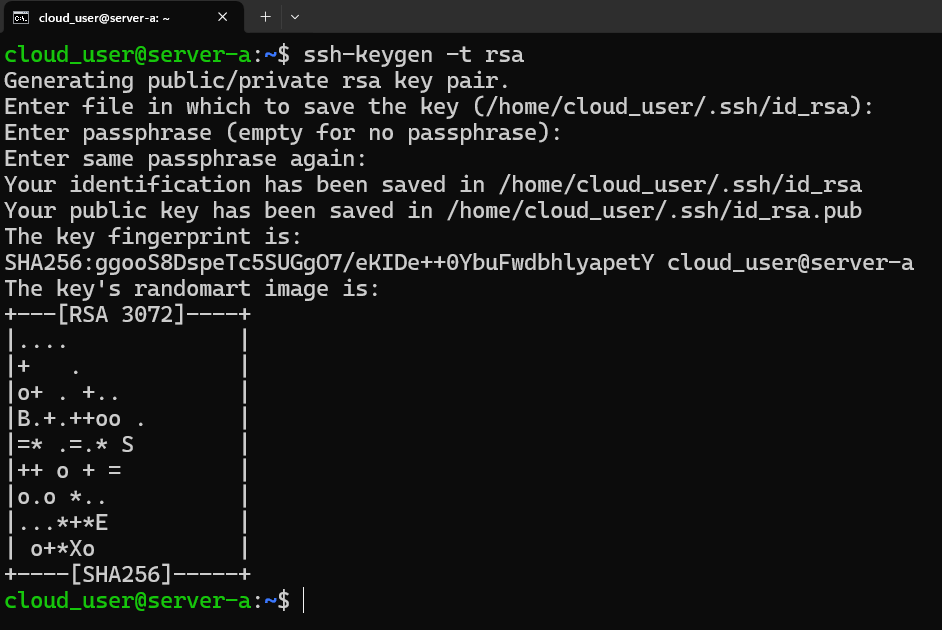 cloud_user@server-a: ~
cloud_user@server-a:~$ ssh-keygen -t rsa
Generating public/private rsa key pair.
Enter file in which to save the key (/home/cloud_user/.ssh/id_rsa):
Enter passphrase (empty for no passphrase):
Enter same passphrase again:
Your identification has been saved in /home/cloud_user/.ssh/id_rsa
Your public key has been saved in /home/cloud_user/.ssh/id_rsa.pub
The key fingerprint is:
SHA256:ggooS8DspeTc5SUGgO7/eKIDe++0YbuFwdbhlyapetY cloud_user@server-a
The key's randomart image is:
+---[RSA 3072]----+
|....             |
|+   .            |
|o+ . +..         |
|B.+.++oo .       |
|=* .=.* S        |
|++ o + =         |
|o.o *..          |
|...*+*E          |
| o+*Xo           |
+----[SHA256]-----+
cloud_user@server-a:~$